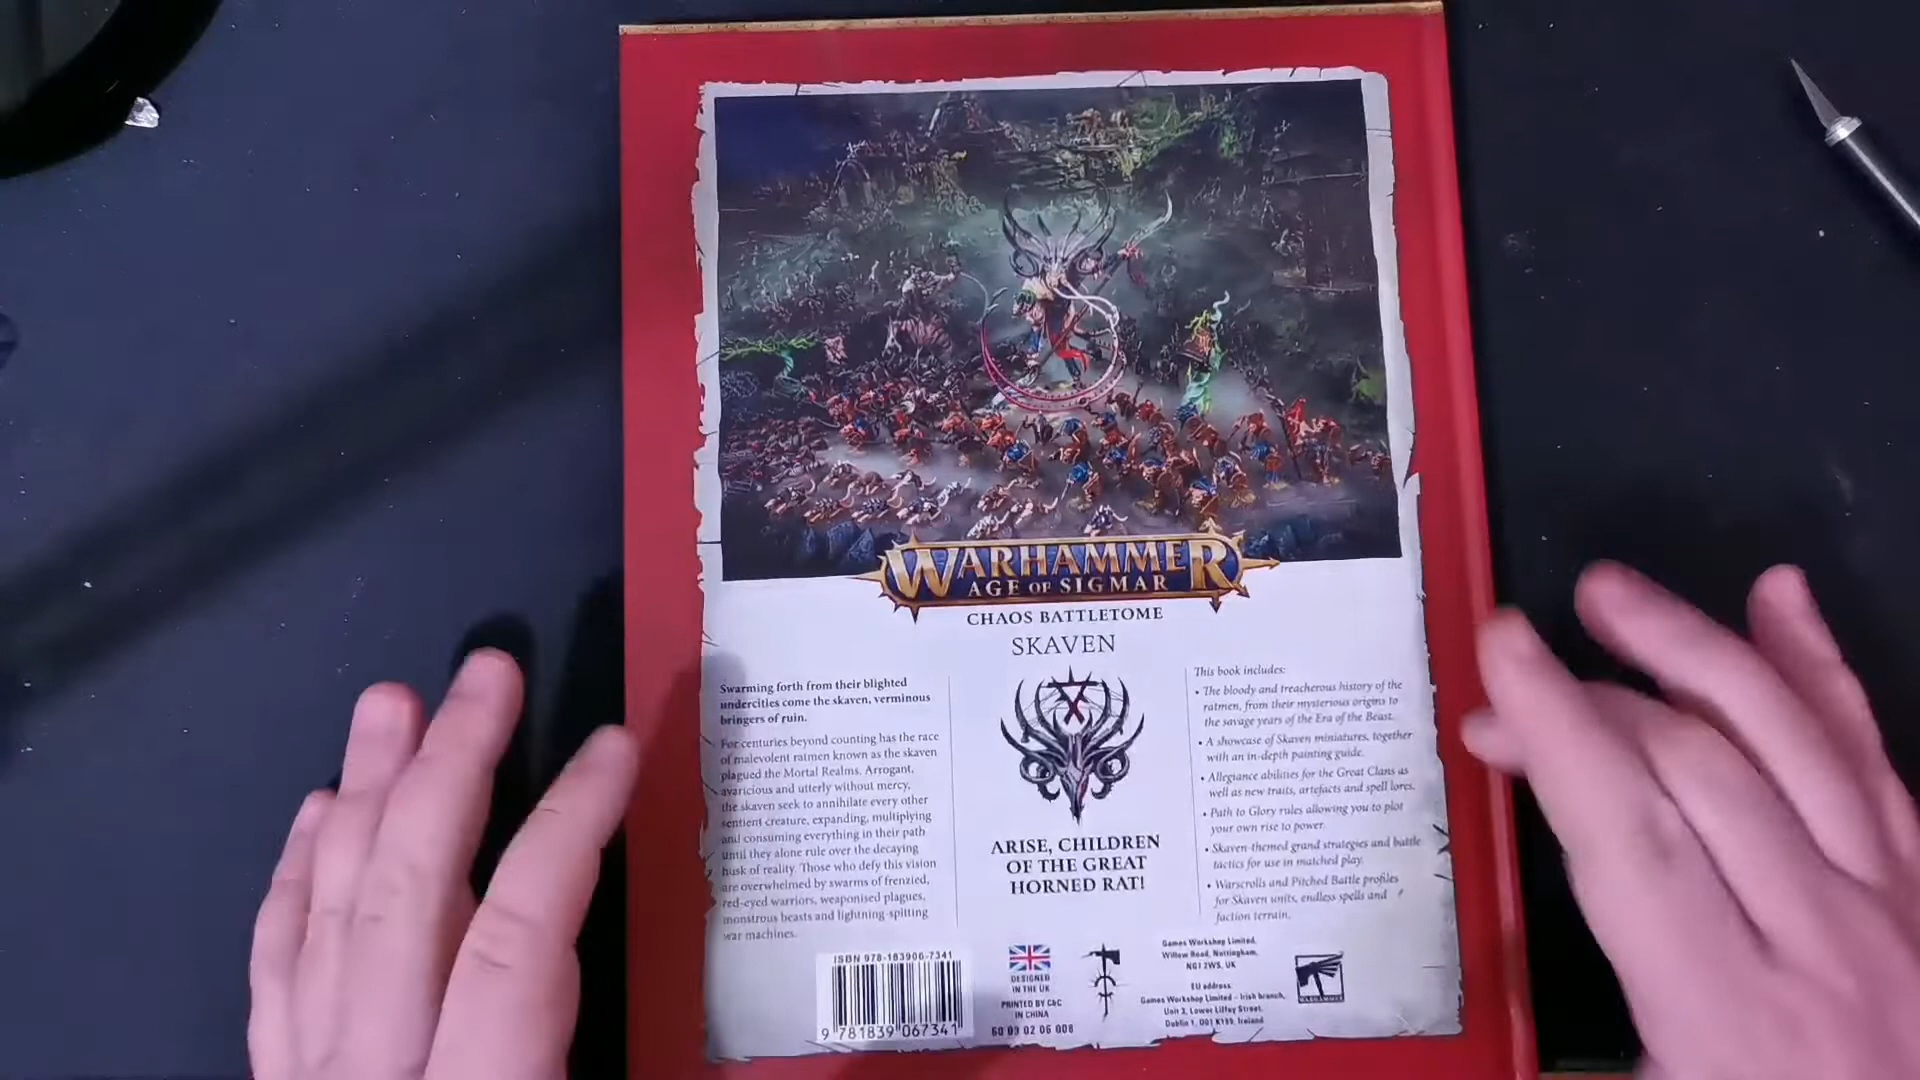 WARHAMMER
AGE OF SIGMAR
CHAOS BATTLETOME
SKAVEN
Swarming forth from their blighted
undercities come the skaven, verminous
bringers of ruin.
For centuries beyond counting has the race
of malevolent ratmen known as the skaven
plagued the Mortal Realms. Arrogant,
avaricious and utterly without mercy,
the skaven seek to annihilate every other
sentient creature, expanding, multiplying
and consuming everything in their path
until they alone rule over the decaying
husk of reality. Those who defy this vision
are overwhelmed by swarms of frenzied,
red-eyed warriors, weaponised plagues,
monstrous beasts and lightning-spitting
war machines.
ARISE, CHILDREN
OF THE GREAT
HORNED RAT!
This book includes:
• The bloody and treacherous history of the
ratmen, from their mysterious origins to
the savage years of the Era of the Beast.
• A showcase of Skaven miniatures, together
with an in-depth painting guide.
• Allegiance abilities for the Great Clans as
well as new traits, artefacts and spell lores.
• Path to Glory rules allowing you to plot
your own rise to power.
• Skaven-themed grand strategies and battle
tactics for use in matched play.
• Warscrolls and Pitched Battle profiles
for Skaven units, endless spells and
faction terrain.
ISBN 978-183906-7341
9 781839 067341
DESIGNED
IN THE UK
PRINTED BY C&C
IN CHINA
60 03 02 06 008
Games Workshop Limited,
Willow Road, Nottingham,
NG7 2WS, UK
EU address:
Games Workshop Limited - Irish branch,
Unit 3, Lower Liffey Street,
Dublin 1, D01 K199, Ireland
WARHAMMER